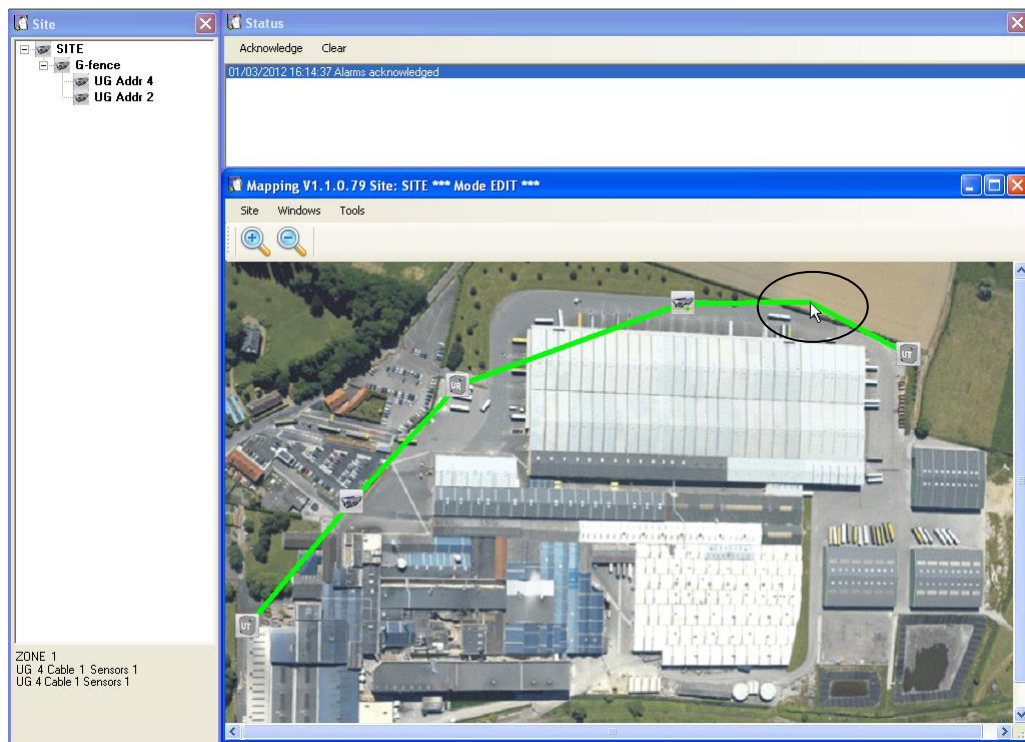 Site
SITE
G-fence
UG Addr 4
UG Addr 2
ZONE 1
UG 4 Cable 1 Sensors 1
UG 4 Cable 1 Sensors 1
Status
Acknowledge Clear
01/03/2012 16:14:37 Alarms acknowledged
Mapping V1.1.0.79 Site: SITE *** Mode EDIT ***
Site Windows Tools
UR
UT
UT